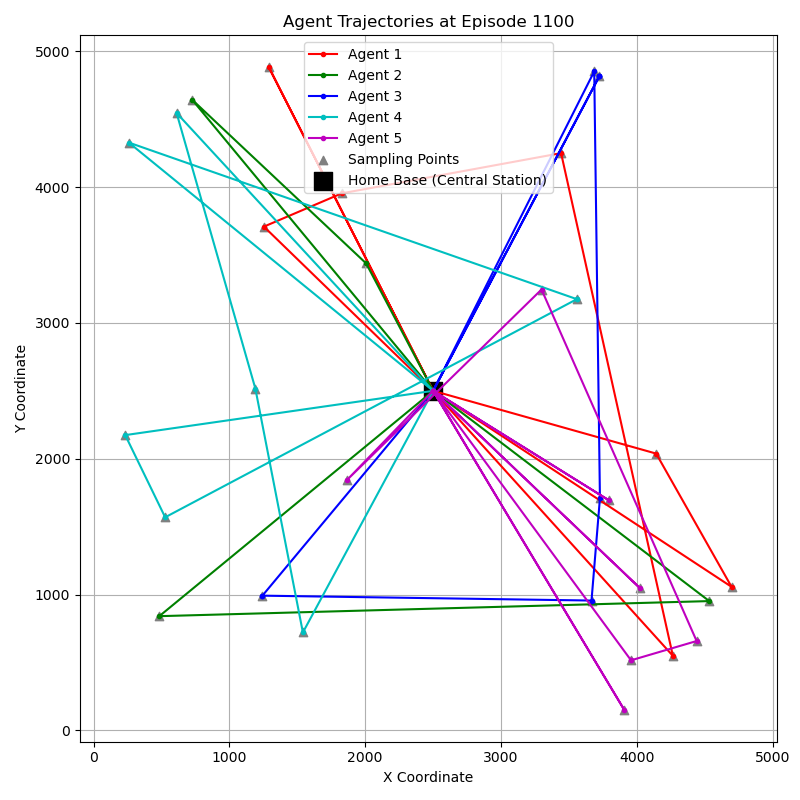 Agent Trajectories at Episode 1100
Agent 1
Agent 2
Agent 3
Agent 4
Agent 5
Sampling Points
Home Base (Central Station)
5000
4000
3000
2000
1000
0
Y Coordinate
0 1000 2000 3000 4000 5000
X Coordinate